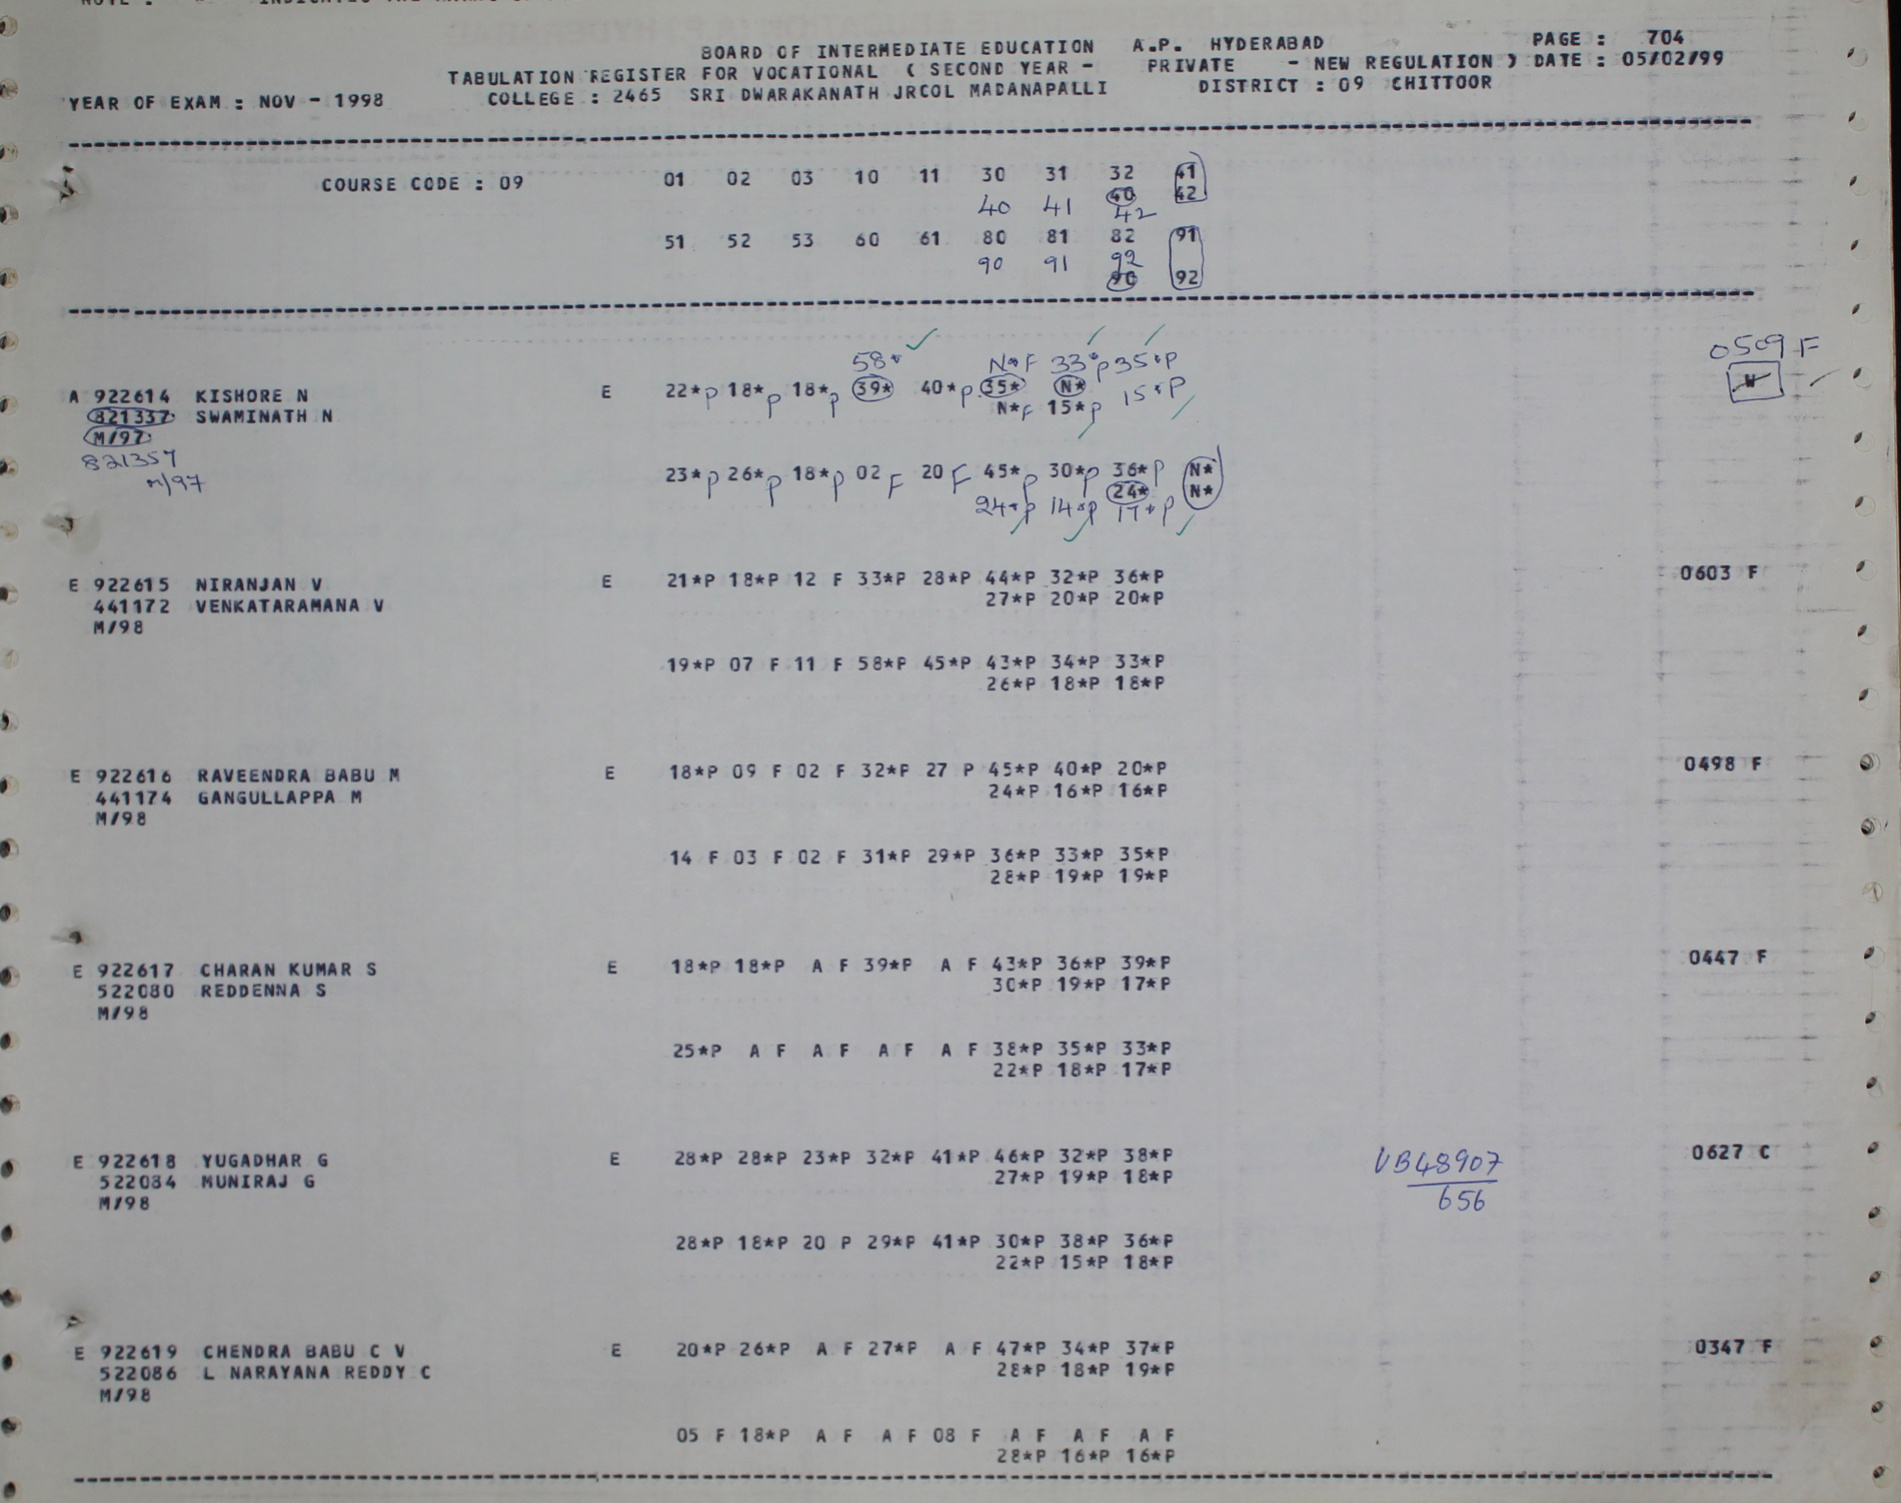 BOARD OF INTERMEDIATE EDUCATION A.P. HYDERABAD PAGE : 704
TABULATION REGISTER FOR VOCATIONAL ( SECOND YEAR - PRIVATE - NEW REGULATION ) DATE : 05/02/99
YEAR OF EXAM : NOV - 1998 COLLEGE : 2465 SRI DWARAKANATH JRCOL MADANAPALLI DISTRICT : 09 CHITTOOR
COURSE CODE : 09 01 02 03 10 11 30 31 32 41
40 42
40 41 42
51 52 53 60 61 80 81 82 91
90 91 92
90 92
58* N*F 33*P 35*P 0509 F
A 922614 KISHORE N E 22*P 18*P 18*P 39* 40*P 35* N* N
821357 SWAMINATH N N*F 15*P 15*P
M/97
821357
M/97
23*P 26*P 18*P 02 F 20 F 45*P 30*P 36*P N*
24* N*
24*P 14*P 17*P
E 922615 NIRANJAN V E 21*P 18*P 12 F 33*P 28*P 44*P 32*P 36*P 0603 F
441172 VENKATARAMANA V 27*P 20*P 20*P
M/98
19*P 07 F 11 F 58*P 45*P 43*P 34*P 33*P
26*P 18*P 18*P
E 922616 RAVEENDRA BABU M E 18*P 09 F 02 F 32*P 27 P 45*P 40*P 20*P 0498 F
441174 GANGULLAPPA M 24*P 16*P 16*P
M/98
14 F 03 F 02 F 31*P 29*P 36*P 33*P 35*P
28*P 19*P 19*P
E 922617 CHARAN KUMAR S E 18*P 18*P A F 39*P A F 43*P 36*P 39*P 0447 F
522080 REDDENNA S 30*P 19*P 17*P
M/98
25*P A F A F A F A F 38*P 35*P 33*P
22*P 18*P 17*P
E 922618 YUGADHAR G E 28*P 28*P 23*P 32*P 41*P 46*P 32*P 38*P VB48907 0627 C
522084 MUNIRAJ G 27*P 19*P 18*P 656
M/98
28*P 18*P 20 P 29*P 41*P 30*P 38*P 36*P
22*P 15*P 18*P
E 922619 CHENDRA BABU C V E 20*P 26*P A F 27*P A F 47*P 34*P 37*P 0347 F
522086 L NARAYANA REDDY C 28*P 18*P 19*P
M/98
05 F 18*P A F A F 08 F A F A F A F
28*P 16*P 16*P